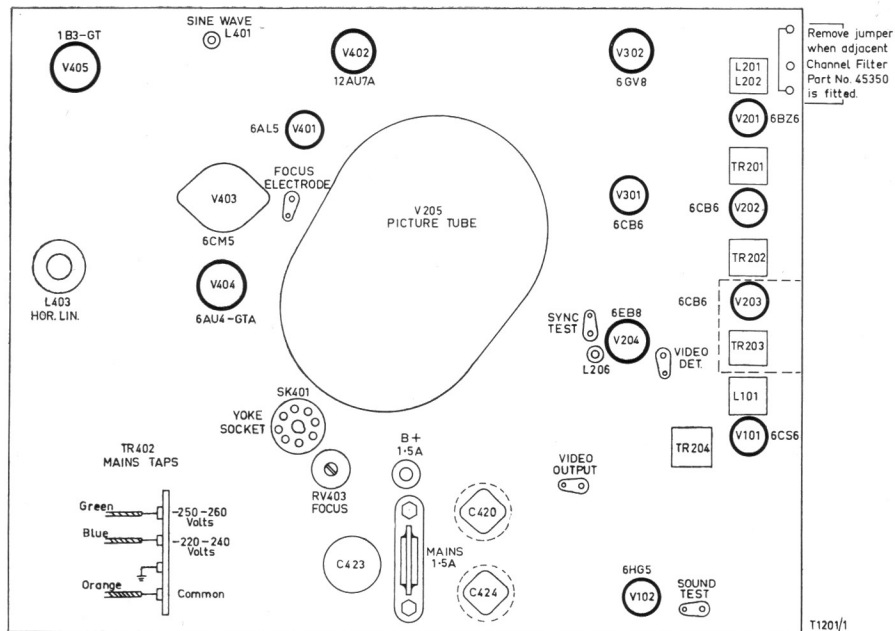 1B3-GT
V405
SINE WAVE
L401
V402
12AU7A
V302
6GV8
L201
L202
Remove jumper
when adjacent
Channel Filter
Part No. 45350
is fitted.
6AL5
V401
V201
6BZ6
TR201
FOCUS
ELECTRODE
V403
6CM5
V205
PICTURE TUBE
V301
6CB6
6CB6
V202
TR202
L403
HOR. LIN.
V404
6AU4-GTA
6CB6
V203
SYNC
TEST
6EB8
V204
L206
VIDEO
DET.
TR203
L101
SK401
YOKE
SOCKET
V101
6CS6
TR204
TR402
MAINS TAPS
B+
1·5A
RV403
FOCUS
VIDEO
OUTPUT
Green
-250-260
Volts
Blue
-220-240
Volts
Orange
Common
C423
MAINS
1·5A
C420
C424
6HG5
V102
SOUND
TEST
T1201/1